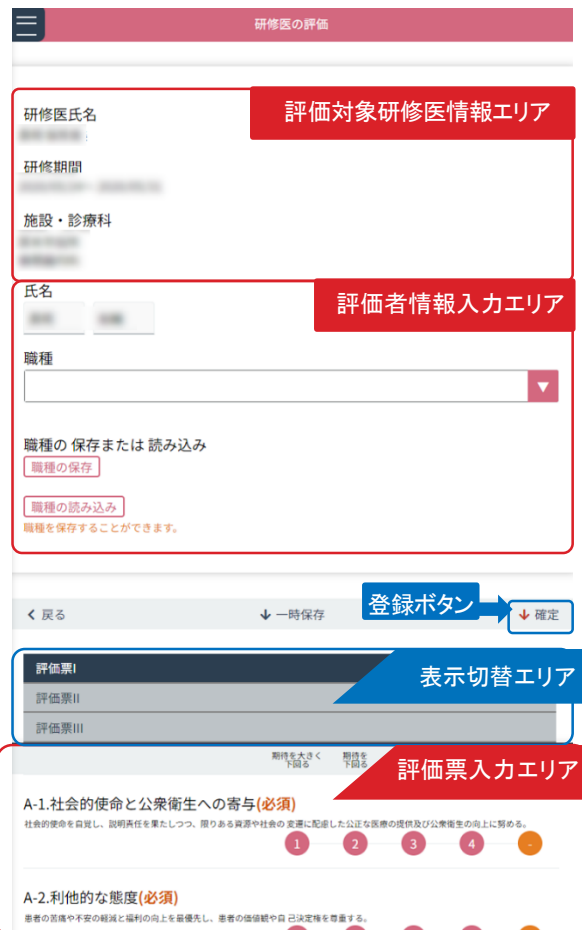 研修医の評価
評価対象研修医情報エリア
研修医氏名
研修期間
施設・診療科
氏名
評価者情報入力エリア
職種
職種の 保存または 読み込み
職種の保存
職種の読み込み
職種を保存することができます。
戻る
一時保存
登録ボタン
確定
評価票I
表示切替エリア
評価票II
評価票III
期待を大きく
下回る
期待を
下回る
評価票入力エリア
A-1.社会的使命と公衆衛生への寄与(必須)
社会的使命を自覚し、説明責任を果たしつつ、限りある資源や社会の変遷に配慮した公正な医療の提供及び公衆衛生の向上に努める。
1 2 3 4 -
A-2.利他的な態度(必須)
患者の苦痛や不安の軽減と福利の向上を最優先し、患者の価値観や自己決定権を尊重する。